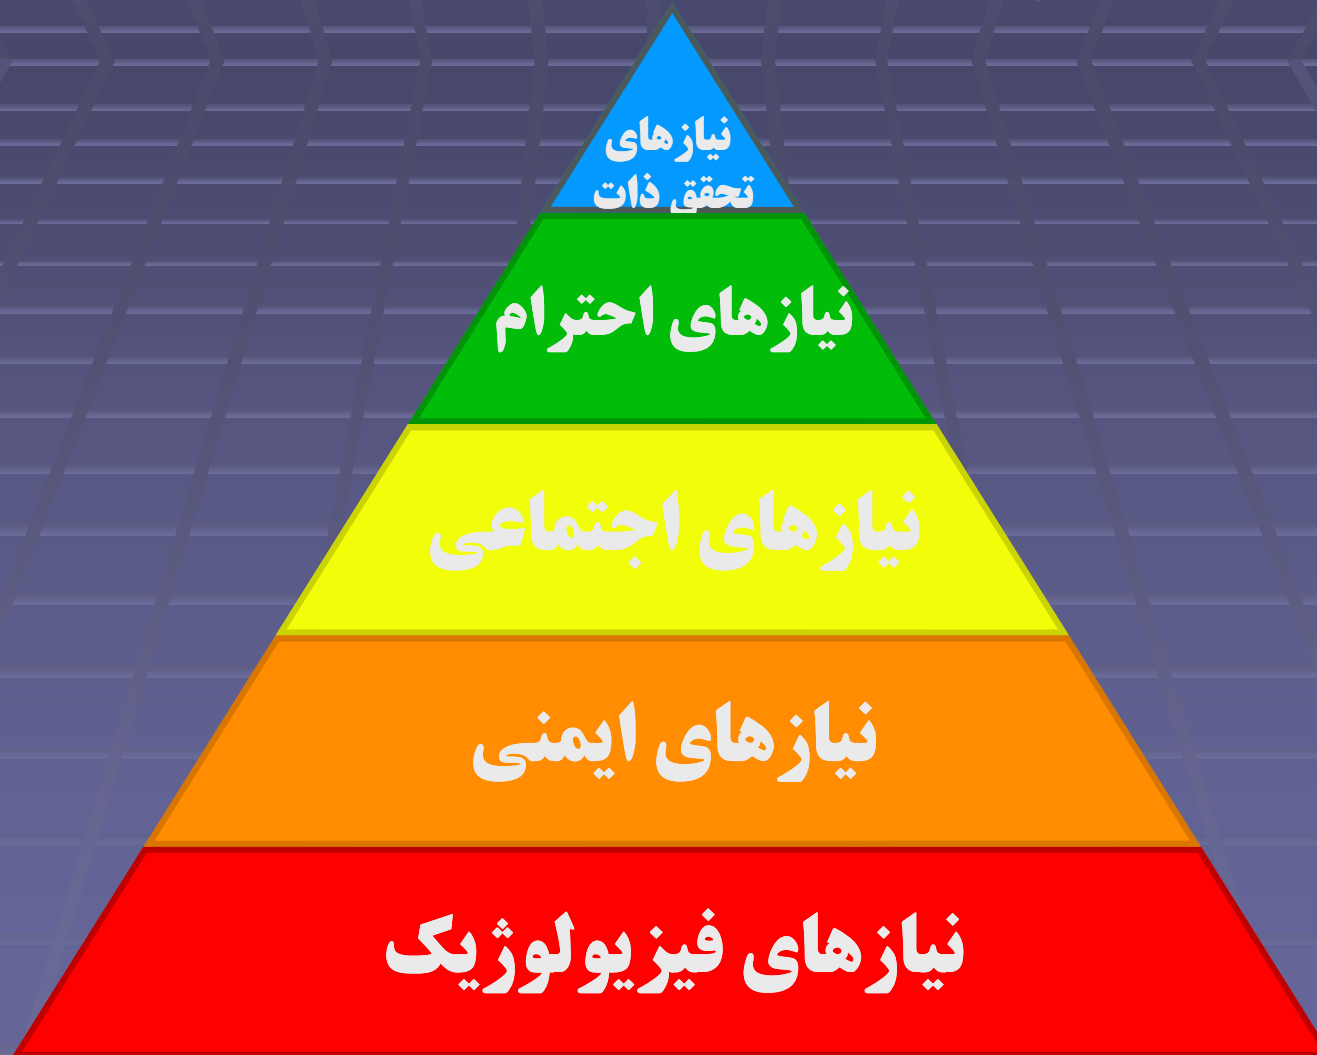 نیازهای
تحقق ذات
نیازهای احترام
نیازهای اجتماعی
نیازهای ایمنی
نیازهای فیزیولوژیک